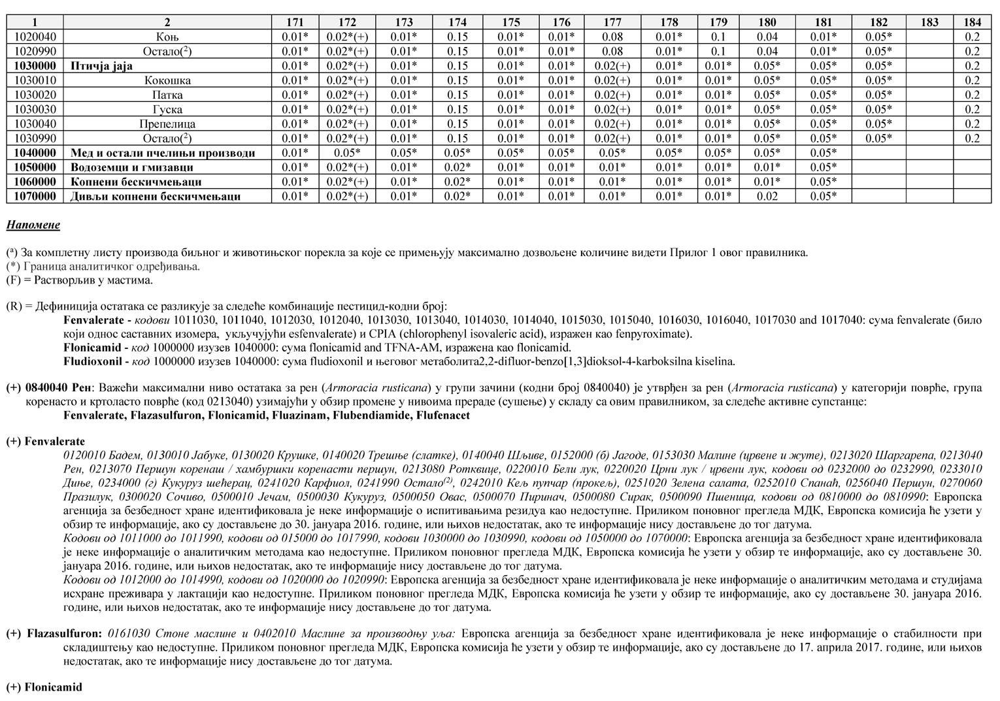 1 2 171 172 173 174 175 176 177 178 179 180 181 182 183 184
1020040 Коњ 0.01* 0.02*(+) 0.01* 0.15 0.01* 0.01* 0.08 0.01* 0.1 0.04 0.01* 0.05* 0.2
1020990 Остало(2) 0.01* 0.02*(+) 0.01* 0.15 0.01* 0.01* 0.08 0.01* 0.1 0.04 0.01* 0.05* 0.2
1030000 Птичја јаја 0.01* 0.02*(+) 0.01* 0.15 0.01* 0.01* 0.02(+) 0.01* 0.01* 0.05* 0.05* 0.05* 0.2
1030010 Кокошка 0.01* 0.02*(+) 0.01* 0.15 0.01* 0.01* 0.02(+) 0.01* 0.01* 0.05* 0.05* 0.05* 0.2
1030020 Патка 0.01* 0.02*(+) 0.01* 0.15 0.01* 0.01* 0.02(+) 0.01* 0.01* 0.05* 0.05* 0.05* 0.2
1030030 Гуска 0.01* 0.02*(+) 0.01* 0.15 0.01* 0.01* 0.02(+) 0.01* 0.01* 0.05* 0.05* 0.05* 0.2
1030040 Препелица 0.01* 0.02*(+) 0.01* 0.15 0.01* 0.01* 0.02(+) 0.01* 0.01* 0.05* 0.05* 0.05* 0.2
1030990 Остало(2) 0.01* 0.02*(+) 0.01* 0.15 0.01* 0.01* 0.02(+) 0.01* 0.01* 0.05* 0.05* 0.05* 0.2
1040000 Мед и остали пчелињи производи 0.01* 0.05* 0.05* 0.05* 0.05* 0.05* 0.05* 0.05* 0.05* 0.05* 0.05*
1050000 Водоземци и гмизавци 0.01* 0.02*(+) 0.01* 0.02* 0.01* 0.01* 0.01* 0.01* 0.01* 0.01* 0.05*
1060000 Копнени бескичмењаци 0.01* 0.02*(+) 0.01* 0.02* 0.01* 0.01* 0.01* 0.01* 0.01* 0.01* 0.05*
1070000 Дивљи копнени бескичмењаци 0.01* 0.02*(+) 0.01* 0.02* 0.01* 0.01* 0.01* 0.01* 0.01* 0.02 0.05*
Напомене
(а) За комплетну листу производа биљног и животињског порекла за које се примењују максимално дозвољене количине видети Прилог 1 овог правилника.
(*) Граница аналитичког одређивања.
(F) = Растворљив у мастима.
(R) = Дефиниција остатака се разликује за следеће комбинације пестицид-кодни број:
Fenvalerate - кодови 1011030, 1011040, 1012030, 1012040, 1013030, 1013040, 1014030, 1014040, 1015030, 1015040, 1016030, 1016040, 1017030 and 1017040: сума fenvalerate (било
који однос саставних изомера, укључујући esfenvalerate) и CPIA (chlorophenyl isovaleric acid), изражен као fenpyroximate).
Flonicamid - код 1000000 изузев 1040000: сума flonicamid and TFNA-AM, изражена као flonicamid.
Fludioxonil - код 1000000 изузев 1040000: сума fludioxonil и његовог метаболита2,2-difluor-benzo[1,3]dioksol-4-karboksilna kiselina.
(+) 0840040 Рен: Важећи максимални ниво остатака за рен (Armoracia rusticana) у групи зачини (кодни број 0840040) је утврђен за рен (Armoracia rusticana) у категорији поврће, група
коренасто и кртоласто поврће (код 0213040) узимајући у обзир промене у нивоима прераде (сушење) у складу са овим правилником, за следеће активне супстанце:
Fenvalerate, Flazasulfuron, Flonicamid, Fluazinam, Flubendiamide, Flufenacet
(+) Fenvalerate
0120010 Бадем, 0130010 Јабуке, 0130020 Крушке, 0140020 Трешње (слатке), 0140040 Шљиве, 0152000 (б) Јагоде, 0153030 Малине (црвене и жуте), 0213020 Шаргарепа, 0213040
Рен, 0213070 Першун коренаш / хамбуршки коренасти першун, 0213080 Ротквице, 0220010 Бели лук, 0220020 Црни лук / црвени лук, кодови од 0232000 до 0232990, 0233010
Диње, 0234000 (г) Кукуруз шећерац, 0241020 Карфиол, 0241990 Остало(2), 0242010 Кељ пупчар (прокељ), 0251020 Зелена салата, 0252010 Спанаћ, 0256040 Першун, 0270060
Празилук, 0300020 Сочиво, 0500010 Јечам, 0500030 Кукуруз, 0500050 Овас, 0500070 Пиринач, 0500080 Сирак, 0500090 Пшеница, кодови од 0810000 до 0810990: Европска
агенција за безбедност хране идентификовала је неке информације о испитивањима резидуа као недоступне. Приликом поновног прегледа МДК, Европска комисија ће узети у
обзир те информације, ако су достављене до 30. јануара 2016. године, или њихов недостатак, ако те информације нису достављене до тог датума.
Кодови од 1011000 до 1011990, кодови од 015000 до 1017990, кодови 1030000 до 1030990, кодови од 1050000 до 1070000: Европска агенција за безбедност хране идентификовала
је неке информације о аналитичким методама као недоступне. Приликом поновног прегледа МДК, Европска комисија ће узети у обзир те информације, ако су достављене 30.
јануара 2016. године, или њихов недостатак, ако те информације нису достављене до тог датума.
Кодови од 1012000 до 1014990, кодови од 1020000 до 1020990: Европска агенција за безбедност хране идентификовала је неке информације о аналитичким методама и студијама
исхране преживара у лактацији као недоступне. Приликом поновног прегледа МДК, Европска комисија ће узети у обзир те информације, ако су достављене 30. јануара 2016.
године, или њихов недостатак, ако те информације нису достављене до тог датума.
(+) Flazasulfuron: 0161030 Стоне маслине и 0402010 Маслине за производњу уља: Европска агенција за безбедност хране идентификовала је неке информације о стабилности при
складиштењу као недоступне. Приликом поновног прегледа МДК, Европска комисија ће узети у обзир те информације, ако су достављене до 17. априла 2017. године, или њихов
недостатак, ако те информације нису достављене до тог датума.
(+) Flonicamid